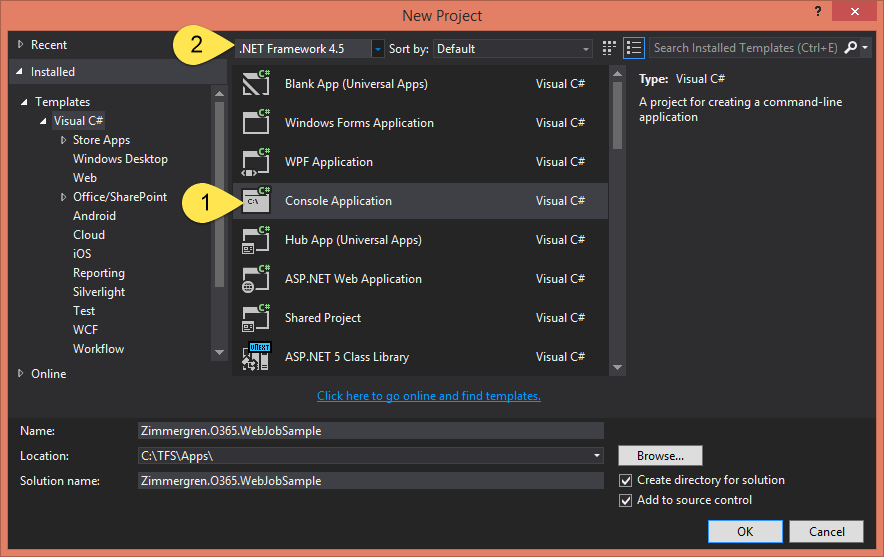 New Project
?
Recent
Installed
Templates
Visual C#
Store Apps
Windows Desktop
Web
Office/SharePoint
Android
Cloud
iOS
Reporting
Silverlight
Test
WCF
Workflow
Online
2
.NET Framework 4.5
Sort by: Default
Search Installed Templates (Ctrl+E)
C# Blank App (Universal Apps) Visual C#
C# Windows Forms Application Visual C#
C# WPF Application Visual C#
1
C# C:\ Console Application Visual C#
C# Hub App (Universal Apps) Visual C#
C# ASP.NET Web Application Visual C#
C# Shared Project Visual C#
vNEXT ASP.NET 5 Class Library Visual C#
Click here to go online and find templates.
Type: Visual C#
A project for creating a command-line
application
Name: Zimmergren.O365.WebJobSample
Location: C:\TFS\Apps\
Browse...
Solution name: Zimmergren.O365.WebJobSample
Create directory for solution
Add to source control
OK Cancel